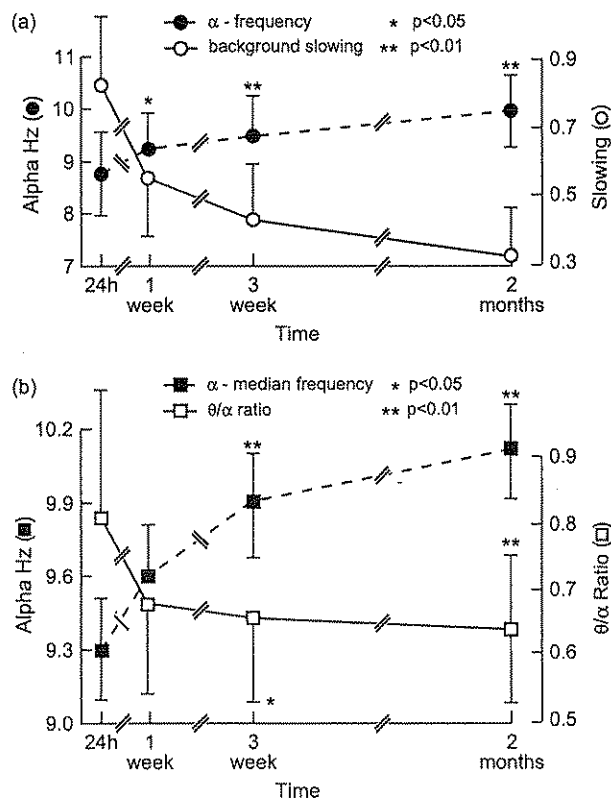 (a)
α - frequency * p<0.05
background slowing ** p<0.01
Alpha Hz (●)
11
10
9
8
7
*
**
**
0.9
0.7
0.5
0.3
Slowing (O)
24h
1 week
3 week
2 months
Time
(b)
α - median frequency * p<0.05
θ/α ratio ** p<0.01
Alpha Hz (■)
10.2
9.9
9.6
9.3
9.0
**
**
**
*
0.9
0.8
0.7
0.6
0.5
θ/α Ratio (□)
24h
1 week
3 week
2 months
Time